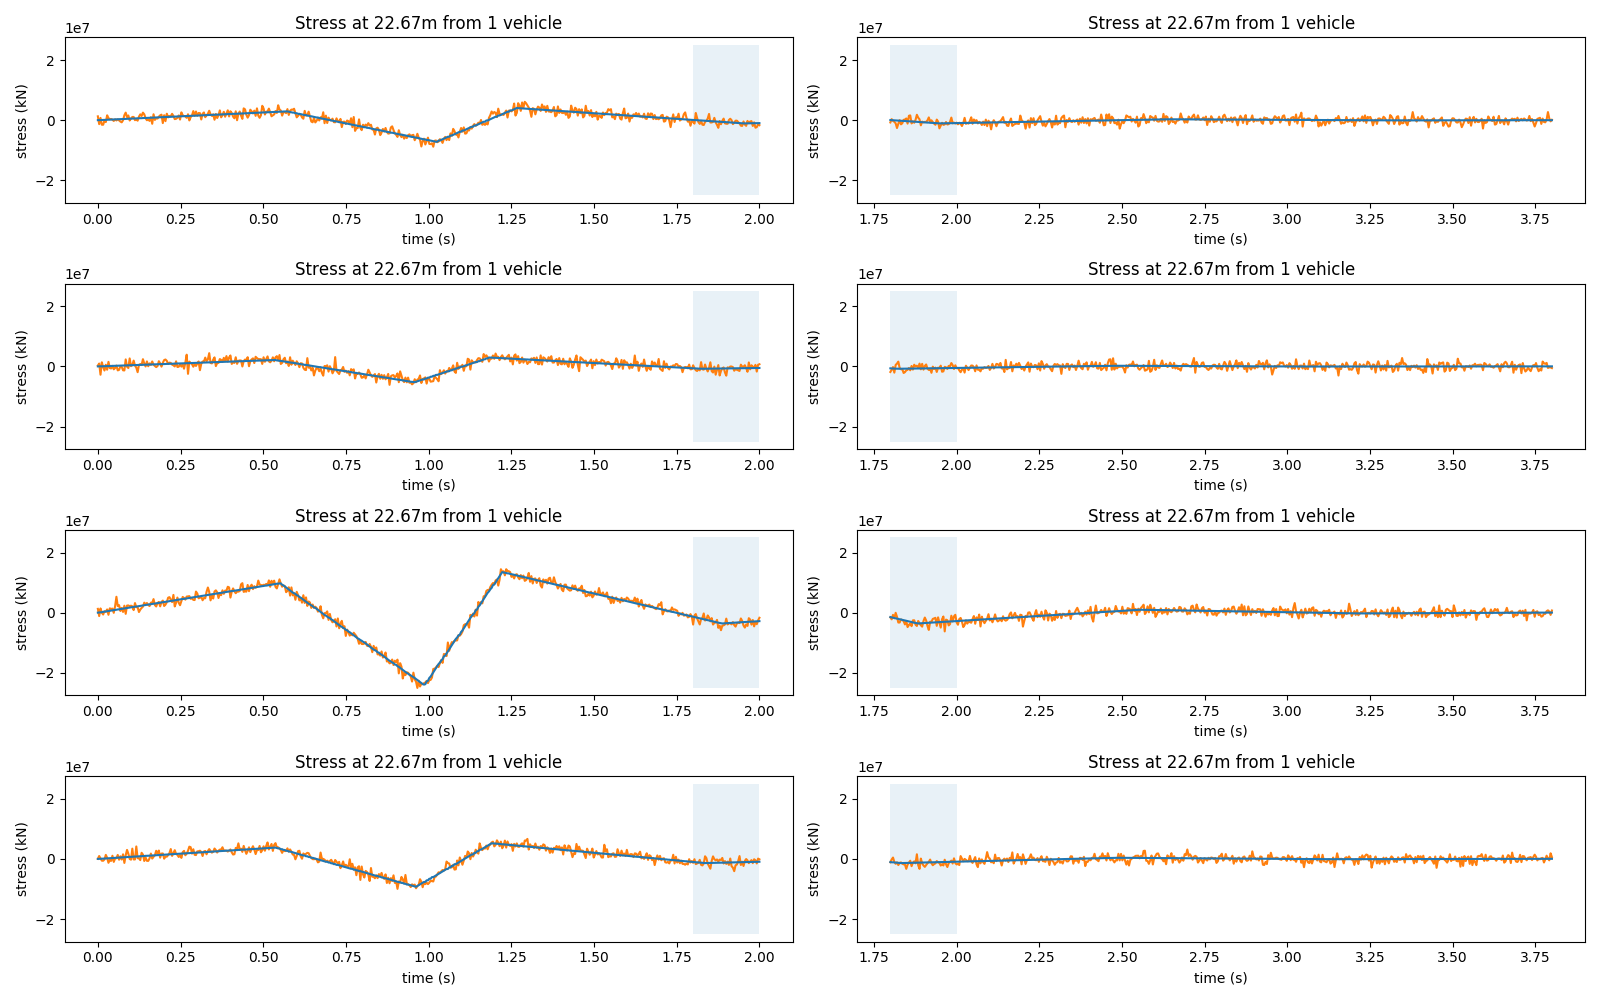 Stress at 22.67m from 1 vehicle
1e7
stress (kN)
2
0
−2
0.00 0.25 0.50 0.75 1.00 1.25 1.50 1.75 2.00
time (s)
Stress at 22.67m from 1 vehicle
1e7
stress (kN)
2
0
−2
1.75 2.00 2.25 2.50 2.75 3.00 3.25 3.50 3.75
time (s)
Stress at 22.67m from 1 vehicle
1e7
stress (kN)
2
0
−2
0.00 0.25 0.50 0.75 1.00 1.25 1.50 1.75 2.00
time (s)
Stress at 22.67m from 1 vehicle
1e7
stress (kN)
2
0
−2
1.75 2.00 2.25 2.50 2.75 3.00 3.25 3.50 3.75
time (s)
Stress at 22.67m from 1 vehicle
1e7
stress (kN)
2
0
−2
0.00 0.25 0.50 0.75 1.00 1.25 1.50 1.75 2.00
time (s)
Stress at 22.67m from 1 vehicle
1e7
stress (kN)
2
0
−2
1.75 2.00 2.25 2.50 2.75 3.00 3.25 3.50 3.75
time (s)
Stress at 22.67m from 1 vehicle
1e7
stress (kN)
2
0
−2
0.00 0.25 0.50 0.75 1.00 1.25 1.50 1.75 2.00
time (s)
Stress at 22.67m from 1 vehicle
1e7
stress (kN)
2
0
−2
1.75 2.00 2.25 2.50 2.75 3.00 3.25 3.50 3.75
time (s)